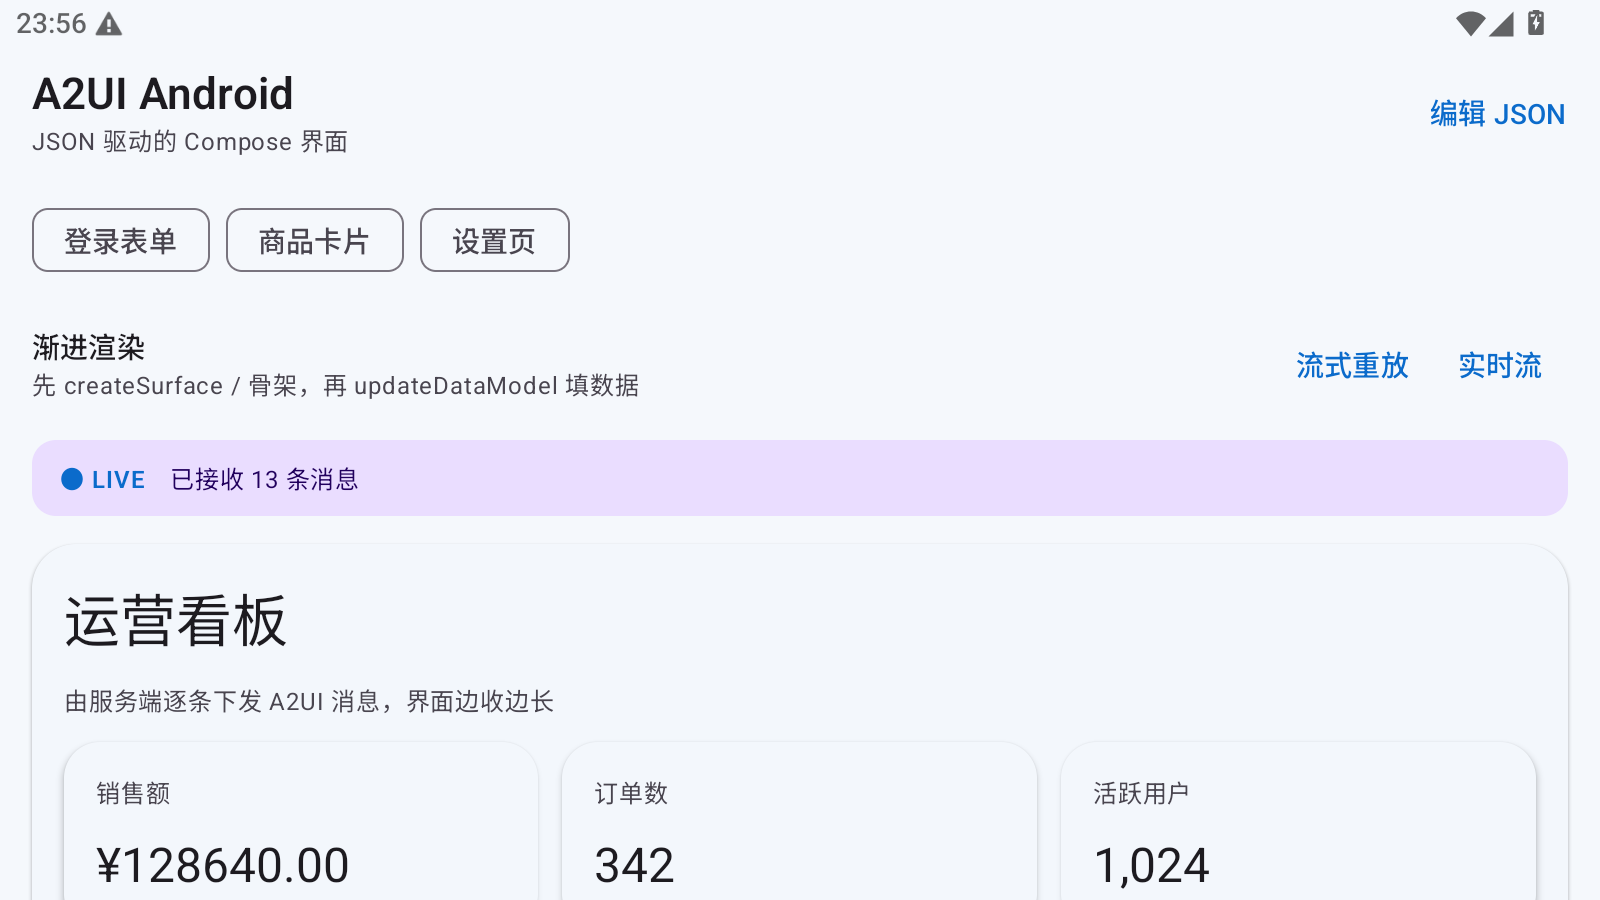 23:56
A2UI Android
JSON 驱动的 Compose 界面
编辑 JSON
登录表单
商品卡片
设置页
渐进渲染
先 createSurface / 骨架，再 updateDataModel 填数据
流式重放
实时流
LIVE 已接收 13 条消息
运营看板
由服务端逐条下发 A2UI 消息，界面边收边长
销售额
¥128640.00
订单数
342
活跃用户
1,024